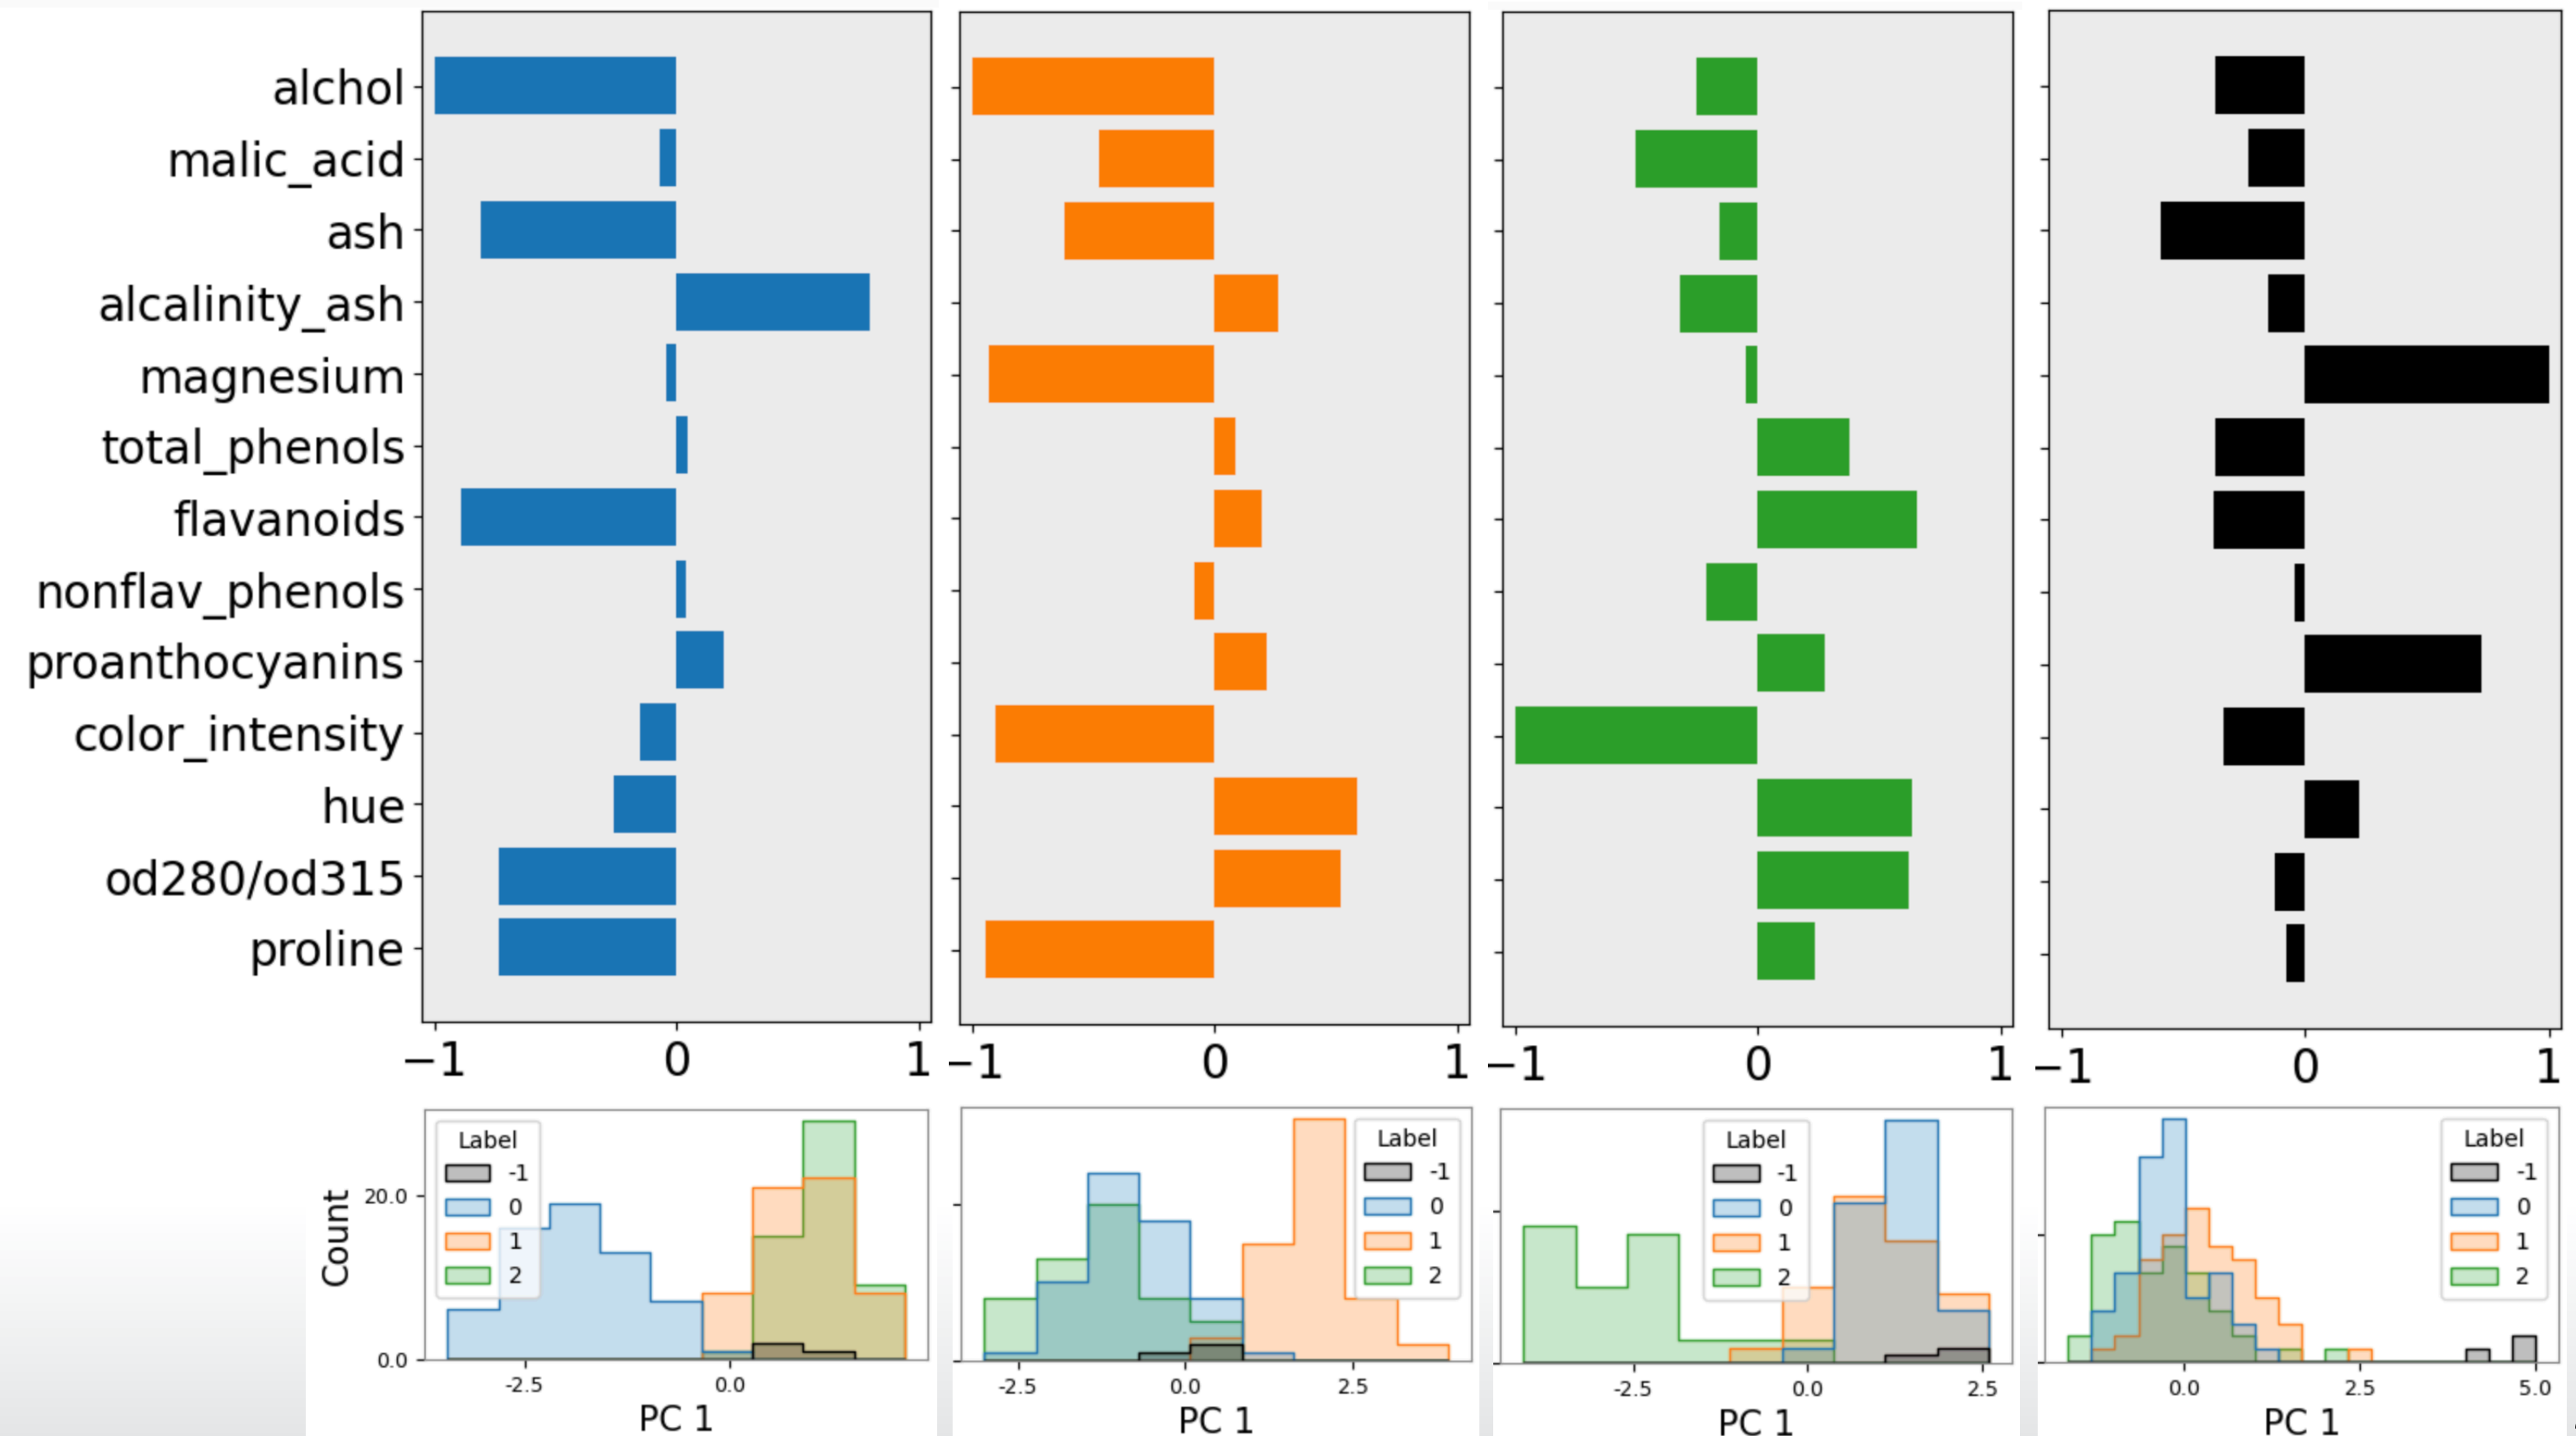 alchol
malic_acid
ash
alcalinity_ash
magnesium
total_phenols
flavanoids
nonflav_phenols
proanthocyanins
color_intensity
hue
od280/od315
proline
−1 0 1
−1 0 1
−1 0 1
−1 0 1
Count
20.0
0.0
Label
-1
0
1
2
-2.5 0.0
PC 1
Label
-1
0
1
2
-2.5 0.0 2.5
PC 1
Label
-1
0
1
2
-2.5 0.0 2.5
PC 1
Label
-1
0
1
2
0.0 2.5 5.0
PC 1